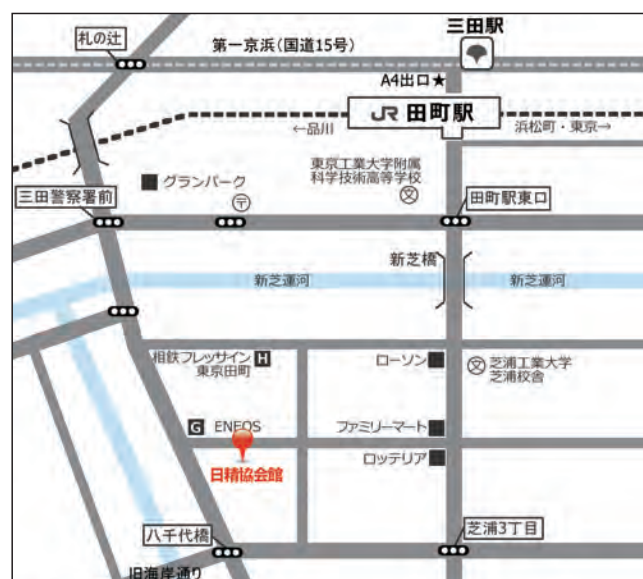 三田駅
札の辻
第一京浜(国道15号)
A4出口★
JR 田町駅
←品川
浜松町・東京→
東京工業大学附属
科学技術高等学校
グランパーク
三田警察署前
〒
文
田町駅東口
新芝橋
新芝運河
新芝運河
相鉄フレッサイン H
東京田町
ローソン
文 芝浦工業大学
芝浦校舎
G ENEOS
ファミリーマート
日精協会館
ロッテリア
八千代橋
芝浦3丁目
旧海岸通り